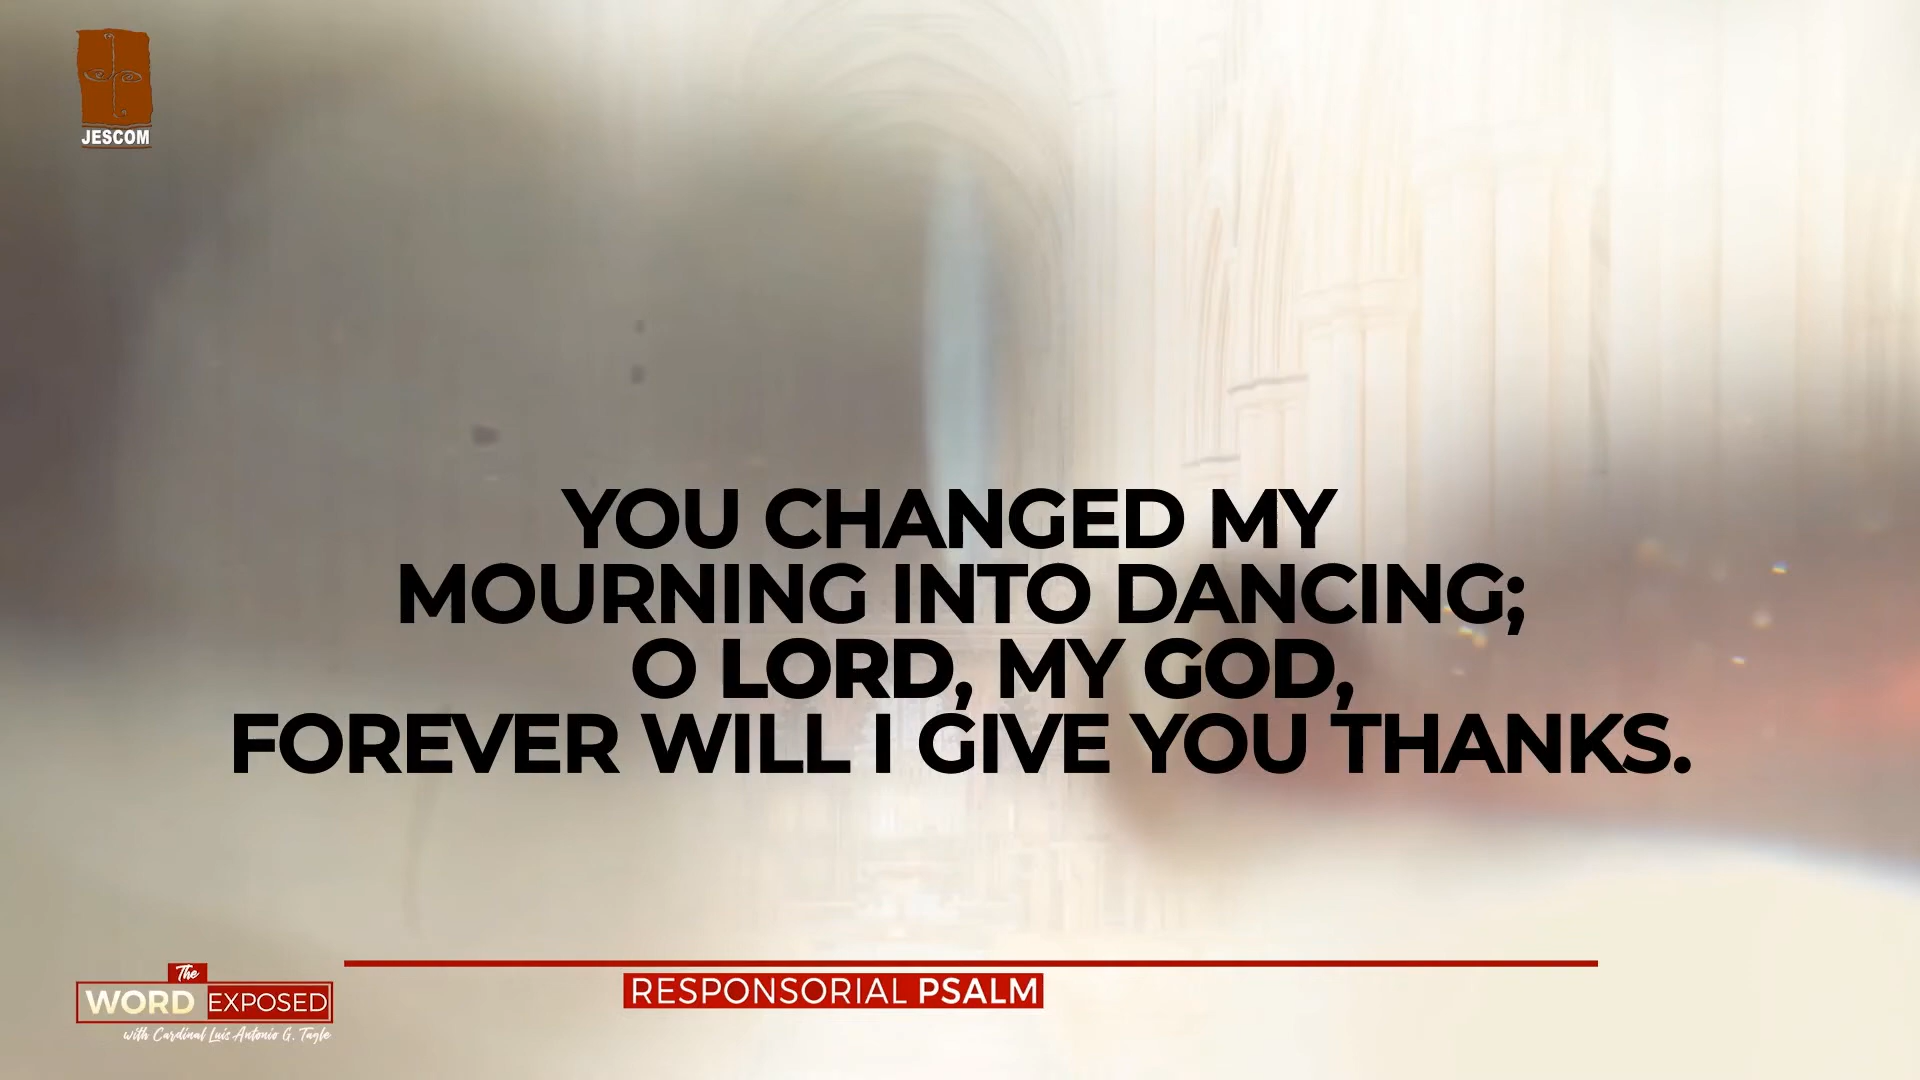 JESCOM
YOU CHANGED MY
MOURNING INTO DANCING;
O LORD, MY GOD,
FOREVER WILL I GIVE YOU THANKS.
The
WORD EXPOSED
with Cardinal Luis Antonio G. Tagle
RESPONSORIAL PSALM